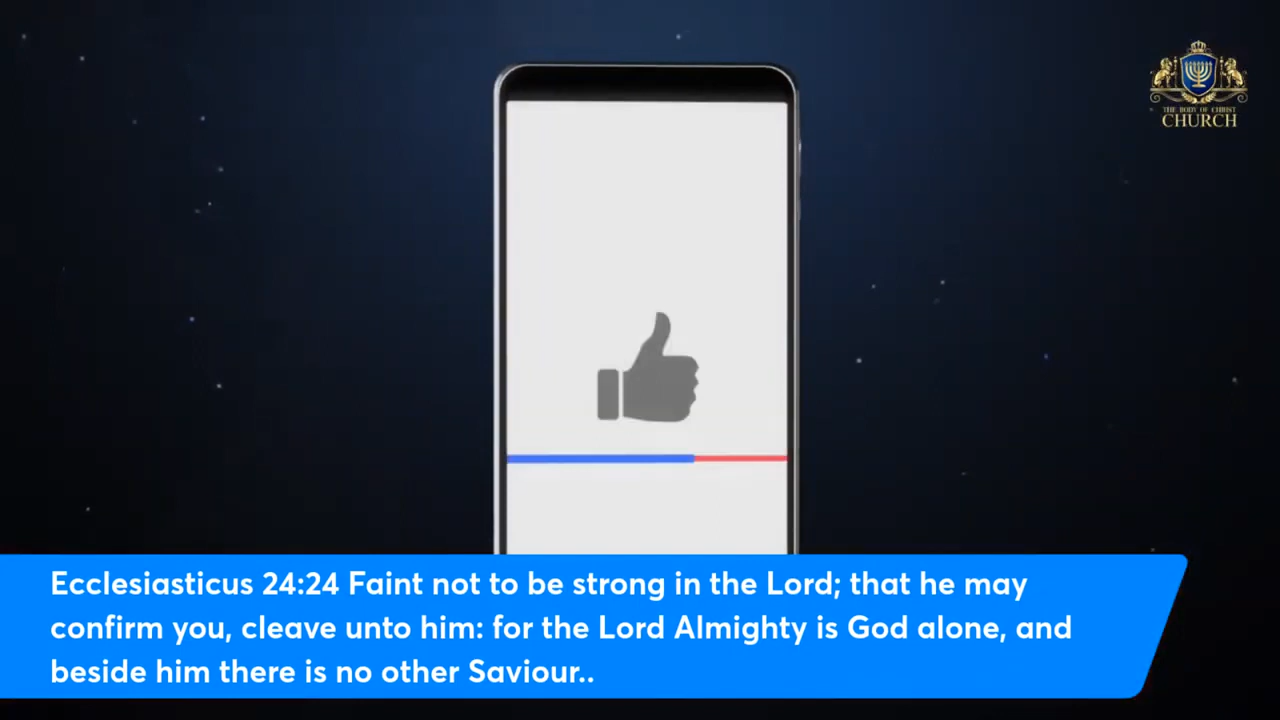 THE BODY OF CHRIST
CHURCH
Ecclesiasticus 24:24 Faint not to be strong in the Lord; that he may
confirm you, cleave unto him: for the Lord Almighty is God alone, and
beside him there is no other Saviour..